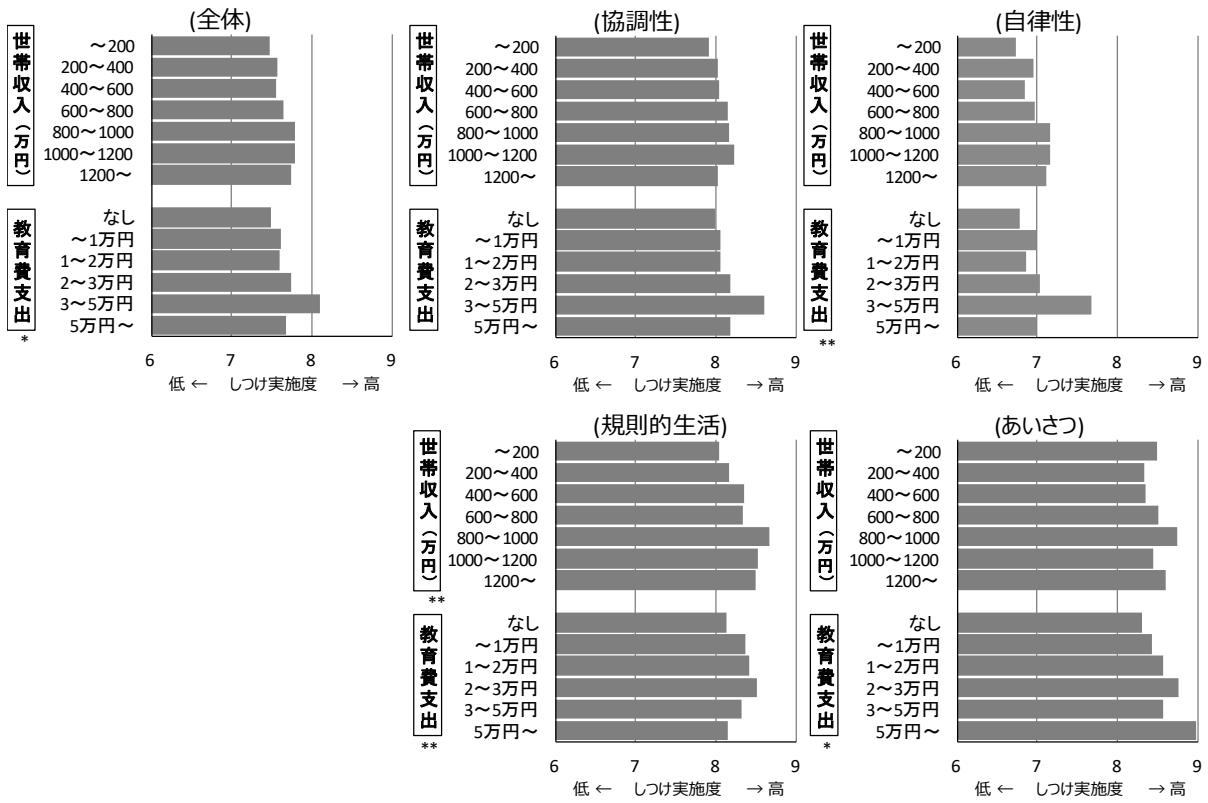 (全体)
世帯収入（万円）
～200
200～400
400～600
600～800
800～1000
1000～1200
1200～
教育費支出
*
なし
～1万円
1～2万円
2～3万円
3～5万円
5万円～
6 7 8 9
低 ← しつけ実施度 → 高
(協調性)
世帯収入（万円）
～200
200～400
400～600
600～800
800～1000
1000～1200
1200～
教育費支出
なし
～1万円
1～2万円
2～3万円
3～5万円
5万円～
6 7 8 9
低 ← しつけ実施度 → 高
(自律性)
世帯収入（万円）
～200
200～400
400～600
600～800
800～1000
1000～1200
1200～
教育費支出
**
なし
～1万円
1～2万円
2～3万円
3～5万円
5万円～
6 7 8 9
低 ← しつけ実施度 → 高
(規則的生活)
世帯収入（万円）
**
～200
200～400
400～600
600～800
800～1000
1000～1200
1200～
教育費支出
**
なし
～1万円
1～2万円
2～3万円
3～5万円
5万円～
6 7 8 9
低 ← しつけ実施度 → 高
(あいさつ)
世帯収入（万円）
～200
200～400
400～600
600～800
800～1000
1000～1200
1200～
教育費支出
*
なし
～1万円
1～2万円
2～3万円
3～5万円
5万円～
6 7 8 9
低 ← しつけ実施度 → 高